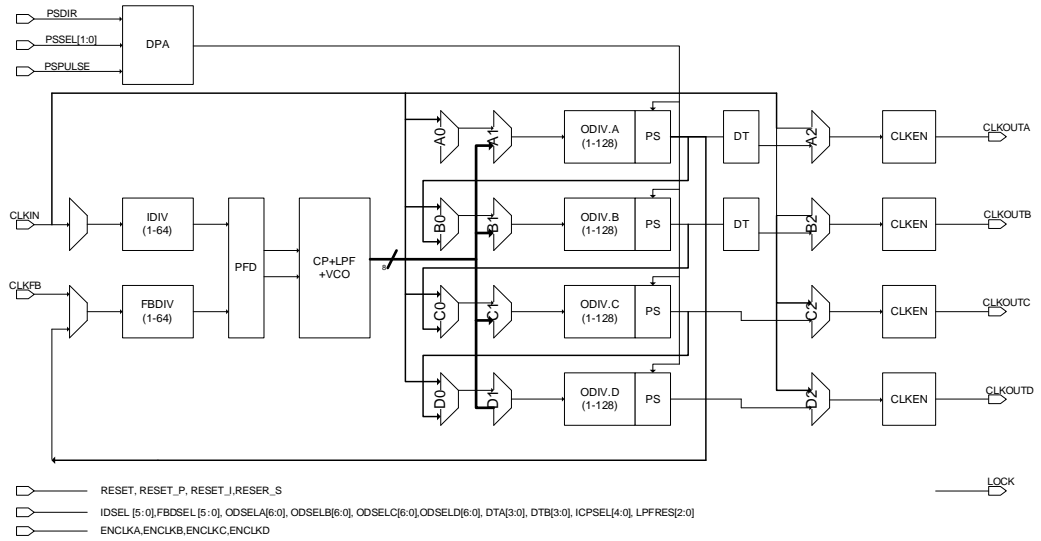 PSDIR
PSSEL[1:0]
PSPULSE
DPA
A0
A1
ODIV.A
(1-128)
PS
DT
A2
CLKEN
CLKOUTA
CLKIN
IDIV
(1-64)
B0
B1
ODIV.B
(1-128)
PS
DT
B2
CLKEN
CLKOUTB
PFD
CP+LPF
+VCO
8
CLKFB
FBDIV
(1-64)
C0
C1
ODIV.C
(1-128)
PS
C2
CLKEN
CLKOUTC
D0
D1
ODIV.D
(1-128)
PS
D2
CLKEN
CLKOUTD
RESET, RESET_P, RESET_I,RESER_S
LOCK
IDSEL [5:0],FBDSEL [5:0], ODSELA[6:0], ODSELB[6:0], ODSELC[6:0],ODSELD[6:0], DTA[3:0], DTB[3:0], ICPSEL[4:0], LPFRES[2:0]
ENCLKA,ENCLKB,ENCLKC,ENCLKD